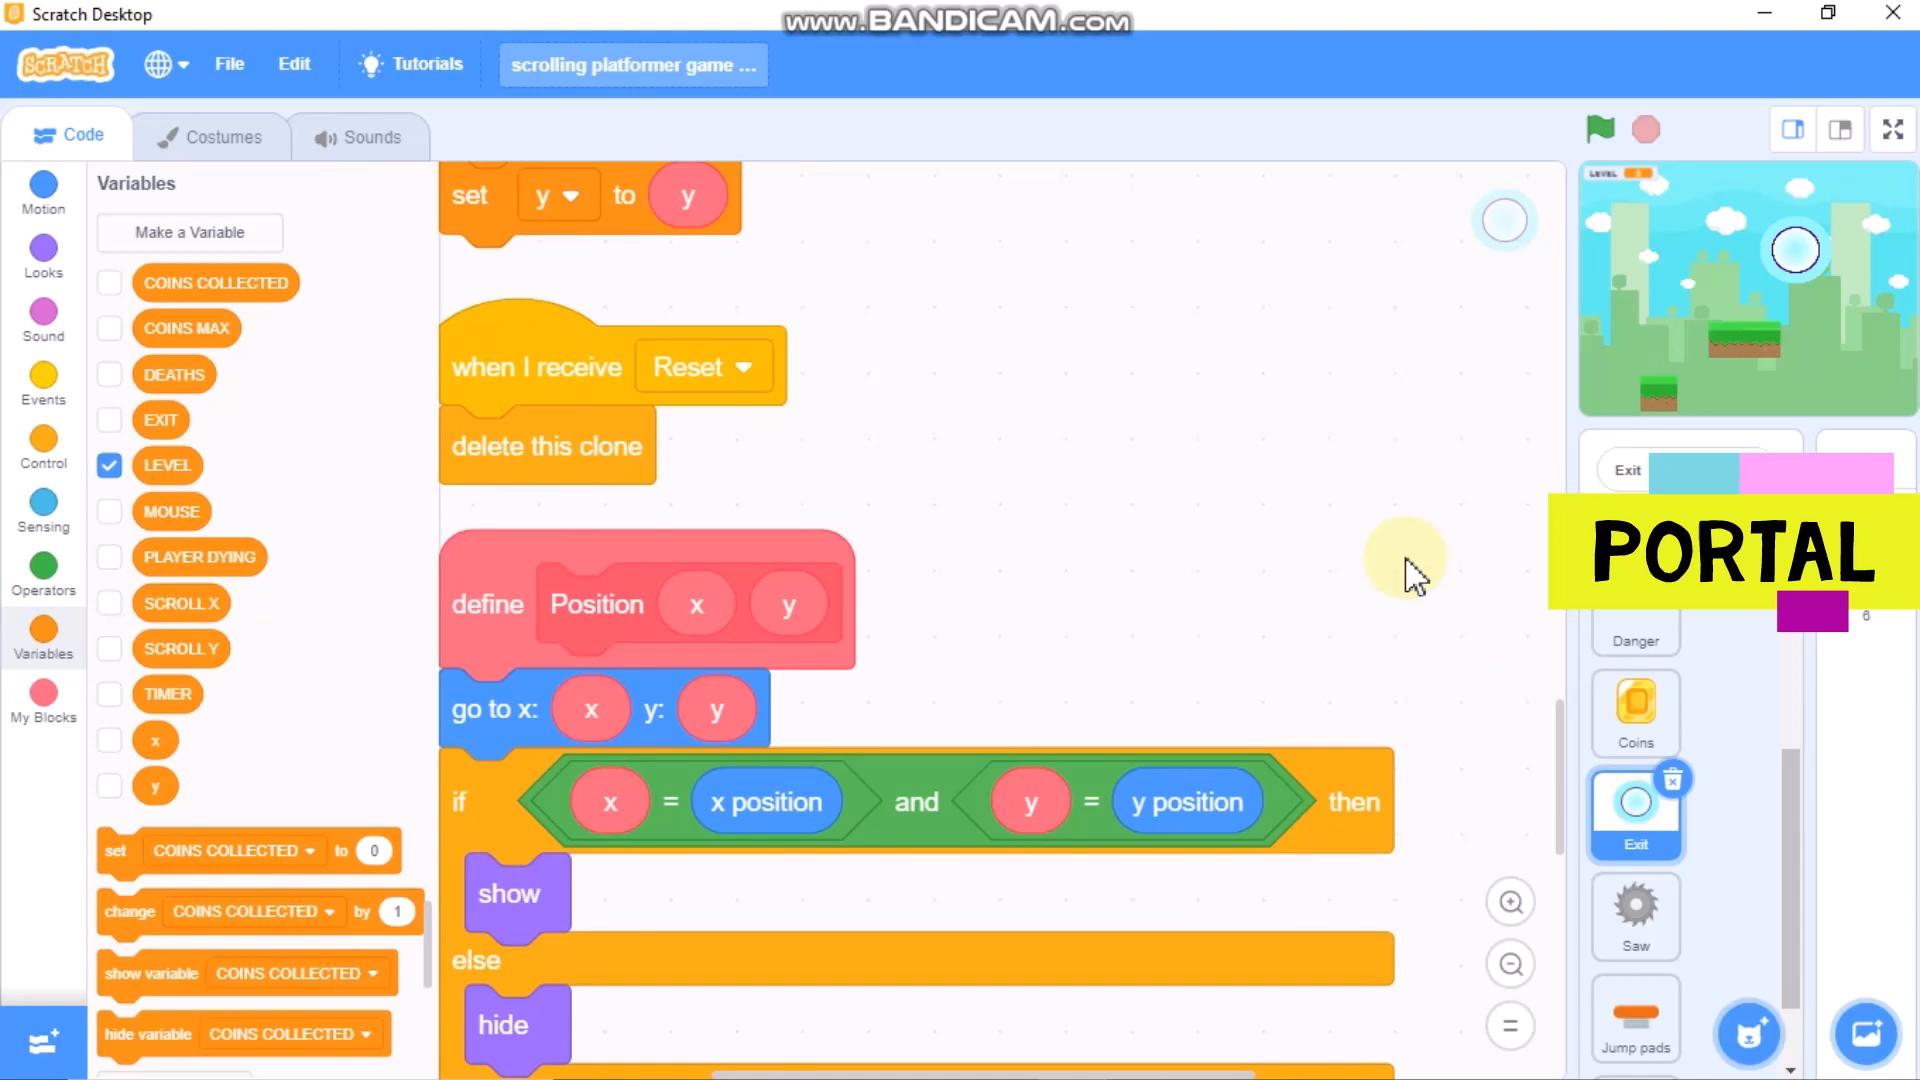 Scratch Desktop
www.BANDICAM.com
SCRATCH
File
Edit
Tutorials
scrolling platformer game ...
Code
Costumes
Sounds
Motion
Looks
Sound
Events
Control
Sensing
Operators
Variables
My Blocks
Variables
Make a Variable
COINS COLLECTED
COINS MAX
DEATHS
EXIT
LEVEL
MOUSE
PLAYER DYING
SCROLL X
SCROLL Y
TIMER
x
y
set COINS COLLECTED to 0
change COINS COLLECTED by 1
show variable COINS COLLECTED
hide variable COINS COLLECTED
set y to y
when I receive Reset
delete this clone
define Position x y
go to x: x y: y
if x = x position and y = y position then
show
else
hide
LEVEL
Exit
PORTAL
6
Danger
Coins
Exit
Saw
Jump pads